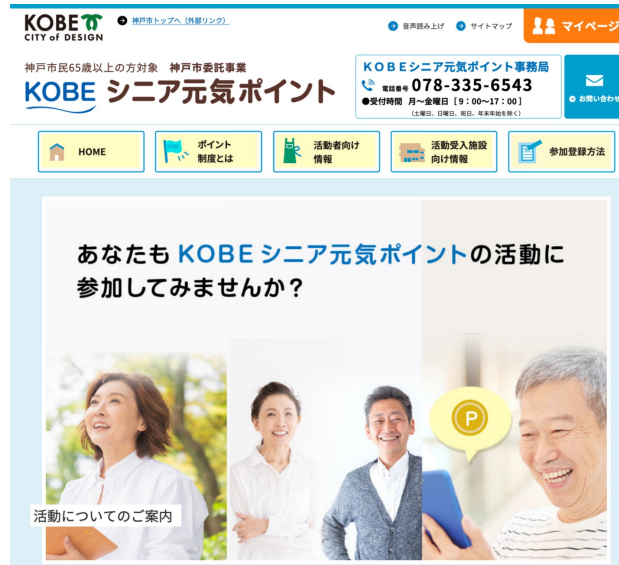 KOBE
CITY of DESIGN
神戸市トップへ（外部リンク）
音声読み上げ
サイトマップ
マイページ
神戸市民65歳以上の方対象 神戸市委託事業
KOBE シニア元気ポイント
KOBEシニア元気ポイント事務局
電話番号 078-335-6543
●受付時間 月～金曜日［9：00～17：00］
（土曜日、日曜日、祝日、年末年始を除く）
お問い合わせ
HOME
ポイント
制度とは
活動者向け
情報
活動受入施設
向け情報
参加登録方法
あなたも KOBE シニア元気ポイントの活動に
参加してみませんか？
P
活動についてのご案内